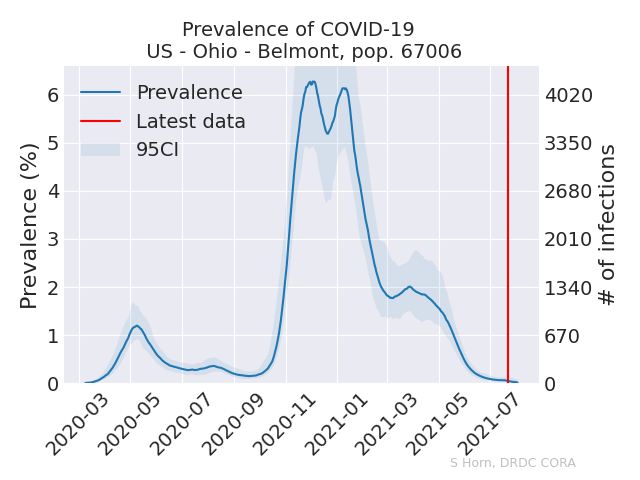 Prevalence of COVID-19
US - Ohio - Belmont, pop. 67006
Prevalence
Latest data
95CI
Prevalence (%)
6
5
4
3
2
1
0
4020
3350
2680
2010
1340
670
0
# of infections
2020-03
2020-05
2020-07
2020-09
2020-11
2021-01
2021-03
2021-05
2021-07
S Horn, DRDC CORA